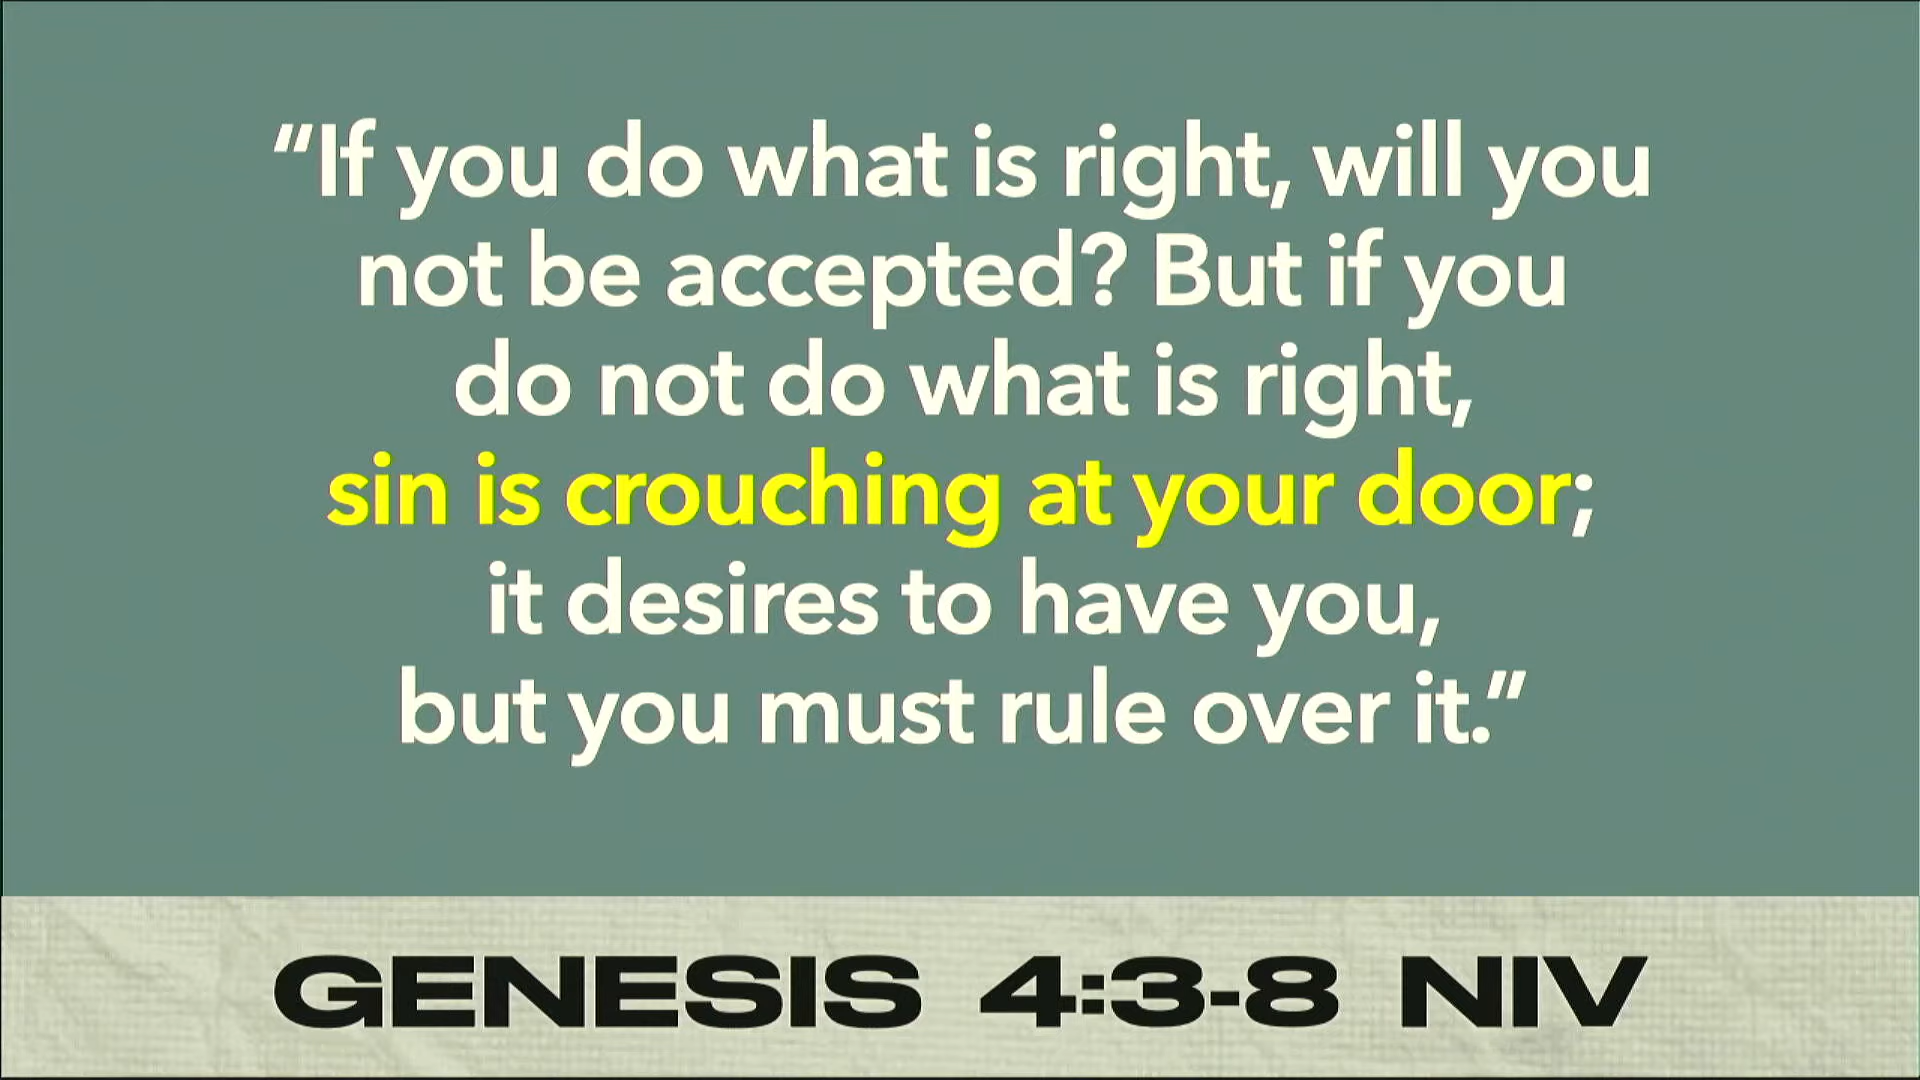 “If you do what is right, will you
not be accepted? But if you
do not do what is right,
sin is crouching at your door;
it desires to have you,
but you must rule over it.”
GENESIS 4:3-8 NIV